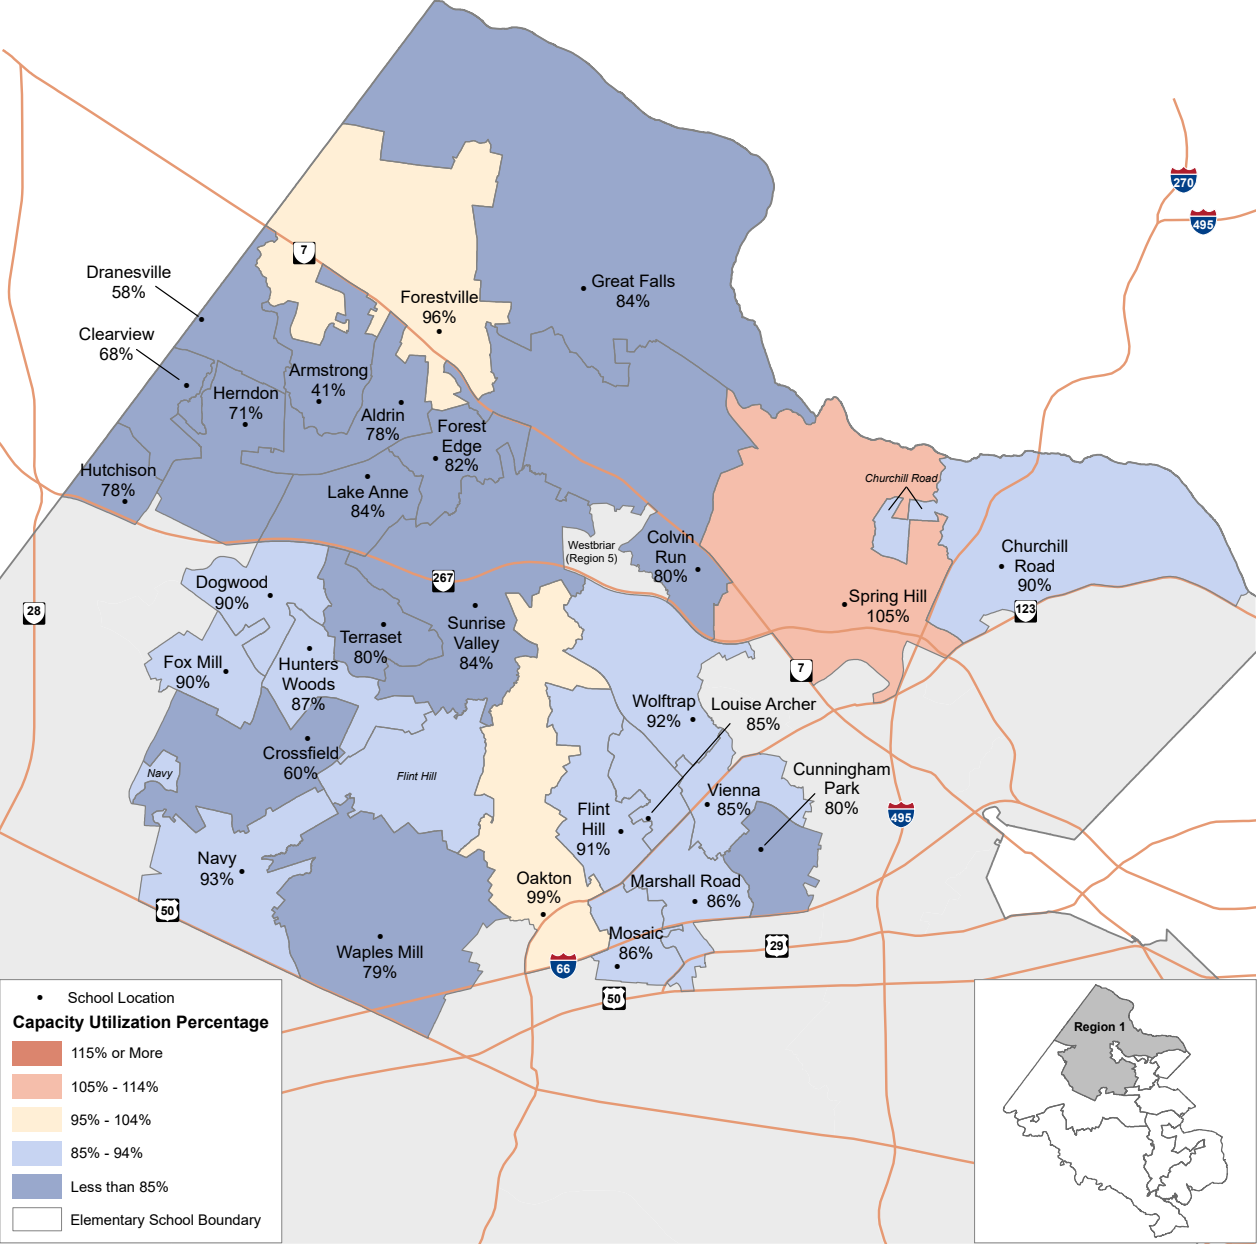 270
495
7
Dranesville
58%
Great Falls
84%
Forestville
96%
Clearview
68%
Armstrong
41%
Herndon
71%
Aldrin
78%
Forest
Edge
82%
Hutchison
78%
Lake Anne
84%
Churchill Road
Westbriar
(Region 5)
Colvin
Run
80%
Churchill
Road
90%
267
Dogwood
90%
28
Spring Hill
105%
123
Terraset
80%
Sunrise
Valley
84%
Fox Mill
90%
Hunters
Woods
87%
7
Wolftrap
92%
Louise Archer
85%
Crossfield
60%
Navy
Flint Hill
Cunningham
Park
80%
Vienna
85%
Flint
Hill
91%
495
Navy
93%
Oakton
99%
Marshall Road
86%
50
Mosaic
86%
29
Waples Mill
79%
66
50
School Location
Capacity Utilization Percentage
115% or More
105% - 114%
95% - 104%
85% - 94%
Less than 85%
Elementary School Boundary
Region 1